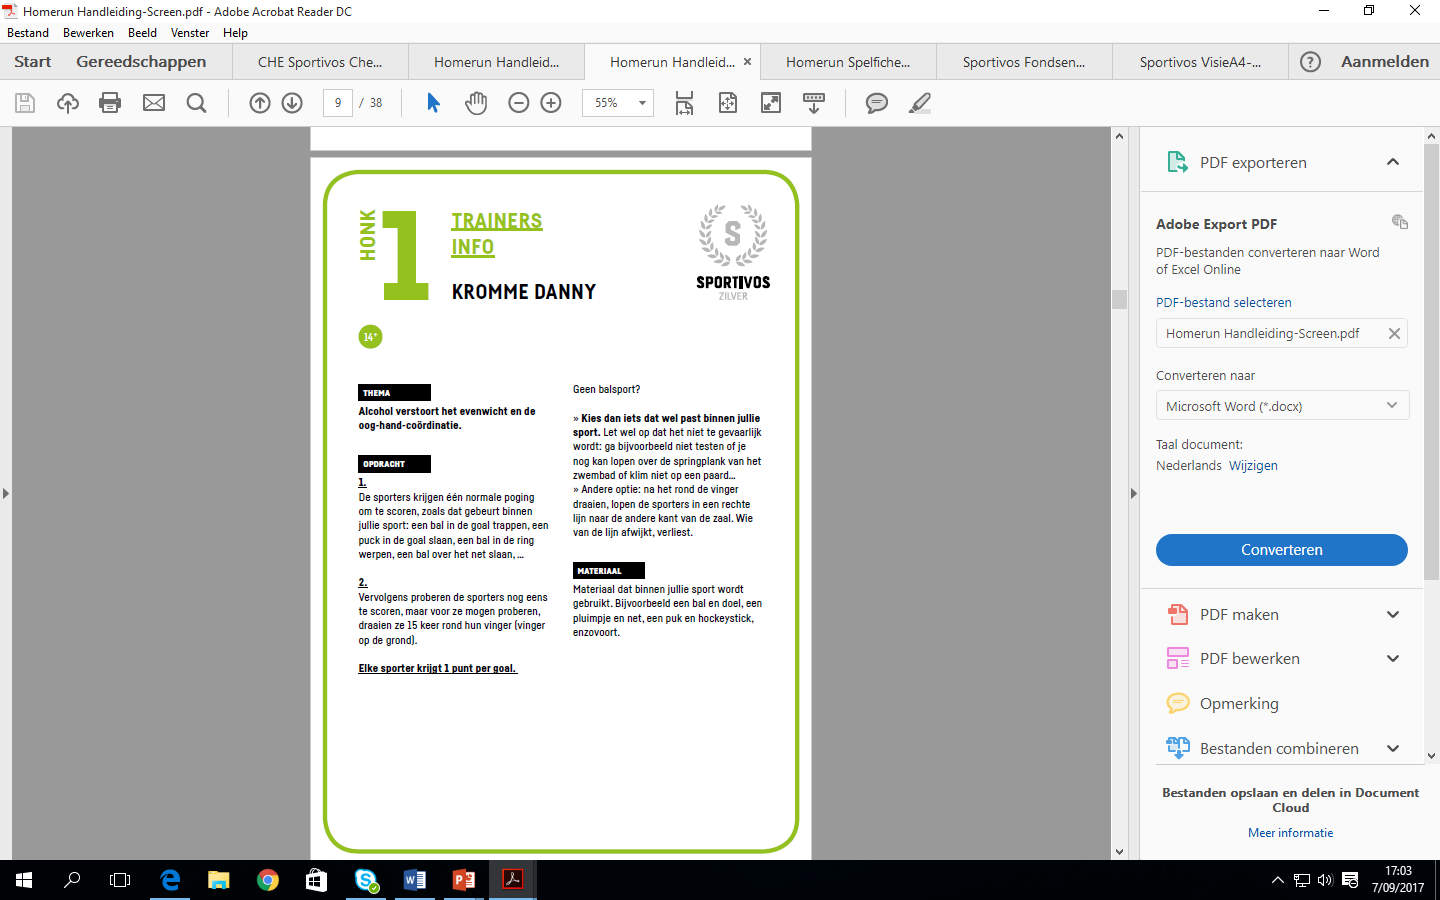 Homerun Handleiding-Screen.pdf - Adobe Acrobat Reader DC
Bestand Bewerken Beeld Venster Help
Start Gereedschappen CHE Sportivos Che... Homerun Handleid... Homerun Handleid... Homerun Spelfiche... Sportivos Fondsen... Sportivos VisieA4-... Aanmelden
9 / 38 55%
HONK 1
TRAINERS
INFO
KROMME DANNY
S
SPORTIVOS
ZILVER
14+
THEMA
Alcohol verstoort het evenwicht en de
oog-hand-coördinatie.
OPDRACHT
1.
De sporters krijgen één normale poging
om te scoren, zoals dat gebeurt binnen
jullie sport: een bal in de goal trappen, een
puck in de goal slaan, een bal in de ring
werpen, een bal over het net slaan, ...
2.
Vervolgens proberen de sporters nog eens
te scoren, maar voor ze mogen proberen,
draaien ze 15 keer rond hun vinger (vinger
op de grond).
Elke sporter krijgt 1 punt per goal.
Geen balsport?
» Kies dan iets dat wel past binnen jullie
sport. Let wel op dat het niet te gevaarlijk
wordt: ga bijvoorbeeld niet testen of je
nog kan lopen over de springplank van het
zwembad of klim niet op een paard...
» Andere optie: na het rond de vinger
draaien, lopen de sporters in een rechte
lijn naar de andere kant van de zaal. Wie
van de lijn afwijkt, verliest.
MATERIAAL
Materiaal dat binnen jullie sport wordt
gebruikt. Bijvoorbeeld een bal en doel, een
pluimpje en net, een puk en hockeystick,
enzovoort.
PDF exporteren
Adobe Export PDF
PDF-bestanden converteren naar Word
of Excel Online
PDF-bestand selecteren
Homerun Handleiding-Screen.pdf
Converteren naar
Microsoft Word (*.docx)
Taal document:
Nederlands Wijzigen
Converteren
PDF maken
PDF bewerken
Opmerking
Bestanden combineren
Bestanden opslaan en delen in Document
Cloud
Meer informatie
17:03
7/09/2017